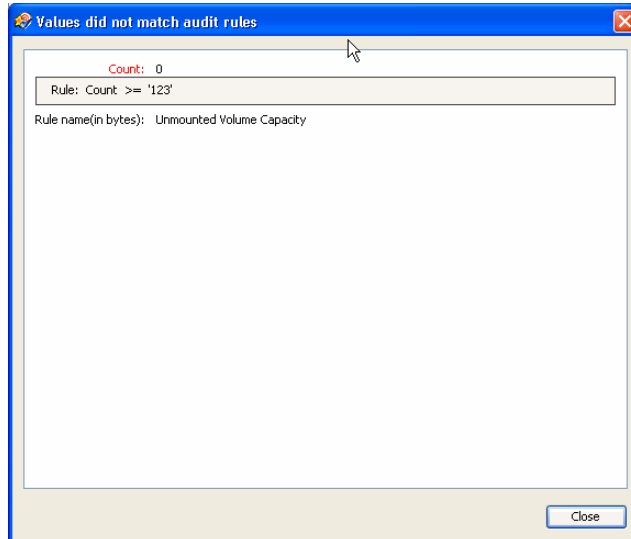 Values did not match audit rules
Count: 0
Rule: Count >= '123'
Rule name(in bytes): Unmounted Volume Capacity
Close